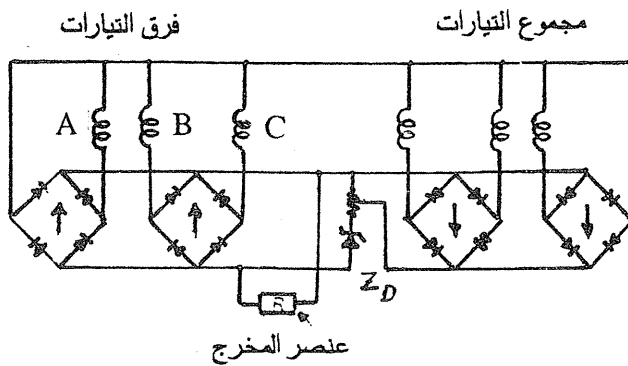 مجموع التيارات
فرق التيارات
A B C
Z_D
R
عنصر المخرج